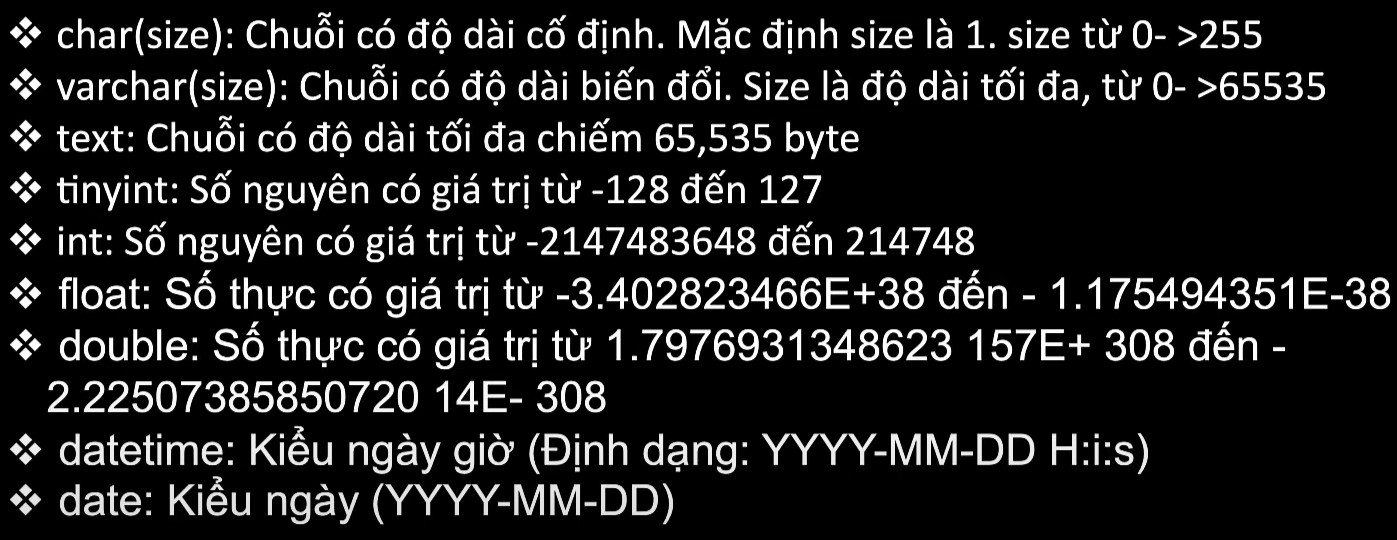 ❖ char(size): Chuỗi có độ dài cố định. Mặc định size là 1. size từ 0- >255
❖ varchar(size): Chuỗi có độ dài biến đổi. Size là độ dài tối đa, từ 0- >65535
❖ text: Chuỗi có độ dài tối đa chiếm 65,535 byte
❖ tinyint: Số nguyên có giá trị từ -128 đến 127
❖ int: Số nguyên có giá trị từ -2147483648 đến 214748
❖ float: Số thực có giá trị từ -3.402823466E+38 đến - 1.175494351E-38
❖ double: Số thực có giá trị từ 1.7976931348623 157E+ 308 đến -
2.22507385850720 14E- 308
❖ datetime: Kiểu ngày giờ (Định dạng: YYYY-MM-DD H:i:s)
❖ date: Kiểu ngày (YYYY-MM-DD)